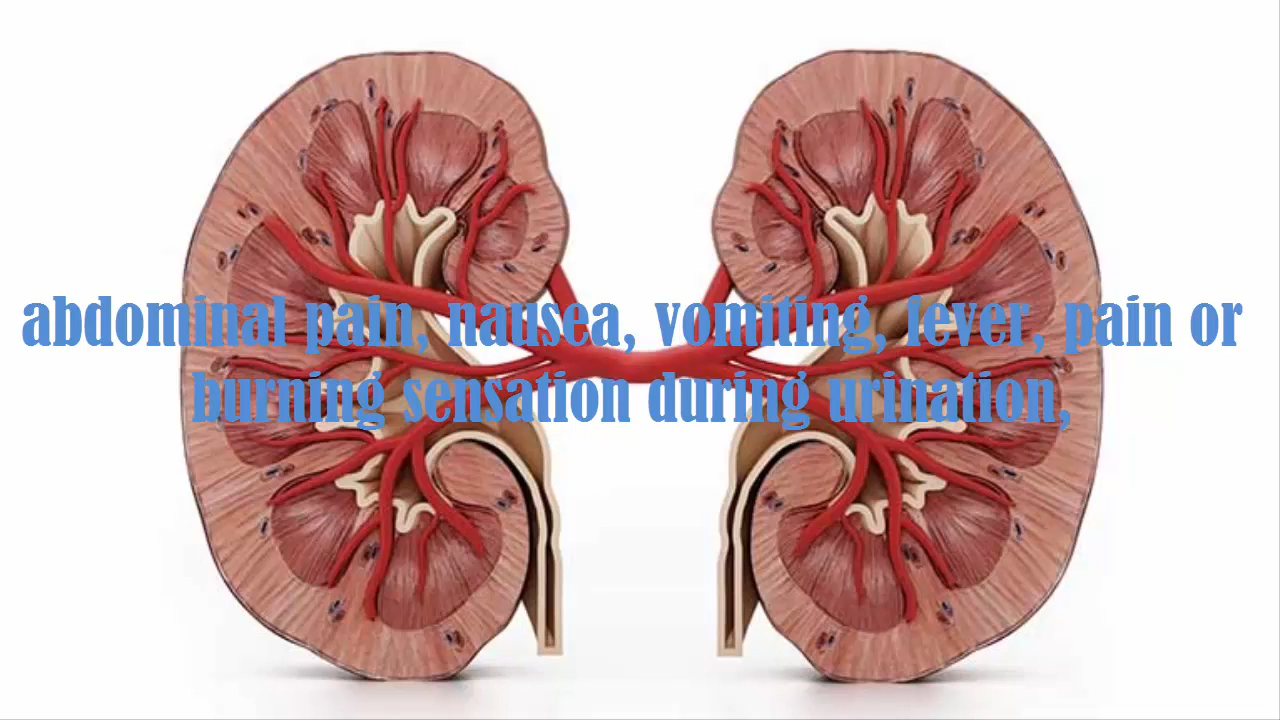 abdominal pain, nausea, vomiting, fever, pain or
burning sensation during urination,